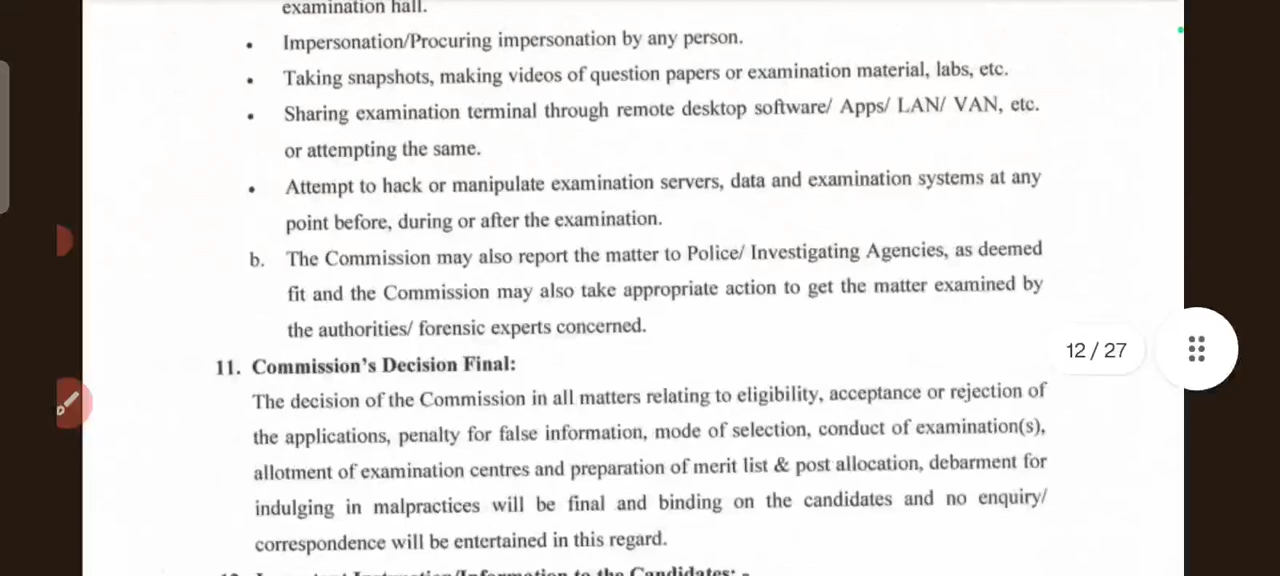 examination hall.
• Impersonation/Procuring impersonation by any person.
• Taking snapshots, making videos of question papers or examination material, labs, etc.
• Sharing examination terminal through remote desktop software/ Apps/ LAN/ VAN, etc.
or attempting the same.
• Attempt to hack or manipulate examination servers, data and examination systems at any
point before, during or after the examination.
b. The Commission may also report the matter to Police/ Investigating Agencies, as deemed
fit and the Commission may also take appropriate action to get the matter examined by
the authorities/ forensic experts concerned.
12 / 27
11. Commission's Decision Final:
The decision of the Commission in all matters relating to eligibility, acceptance or rejection of
the applications, penalty for false information, mode of selection, conduct of examination(s),
allotment of examination centres and preparation of merit list & post allocation, debarment for
indulging in malpractices will be final and binding on the candidates and no enquiry/
correspondence will be entertained in this regard.
12. Important Instruction/Information to the Candidates: -